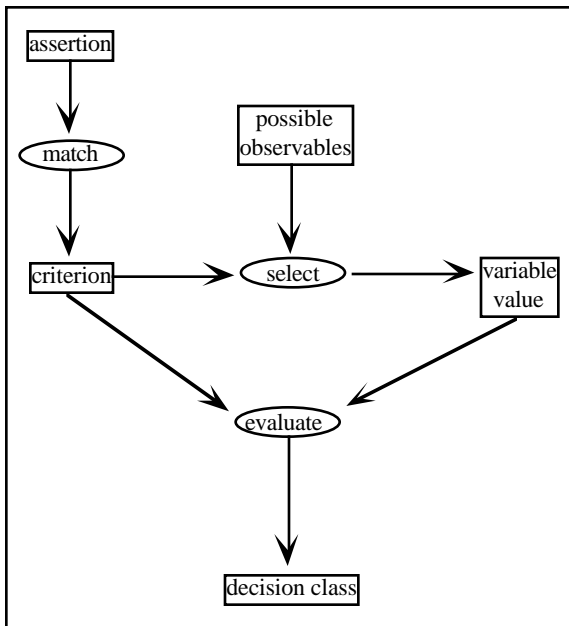 assertion
match
possible
observables
criterion
select
variable
value
evaluate
decision class